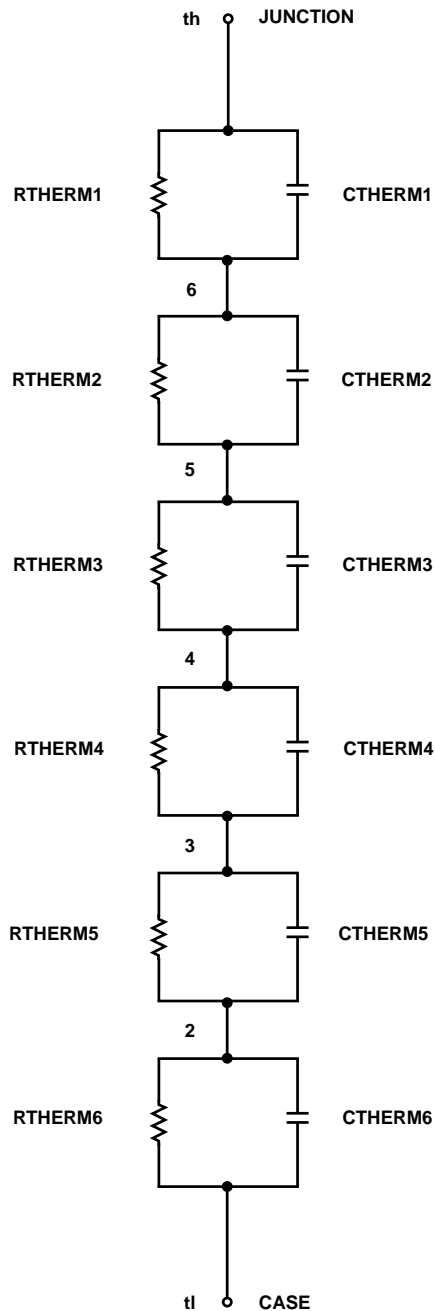 th JUNCTION
RTHERM1 CTHERM1
6
RTHERM2 CTHERM2
5
RTHERM3 CTHERM3
4
RTHERM4 CTHERM4
3
RTHERM5 CTHERM5
2
RTHERM6 CTHERM6
tl CASE